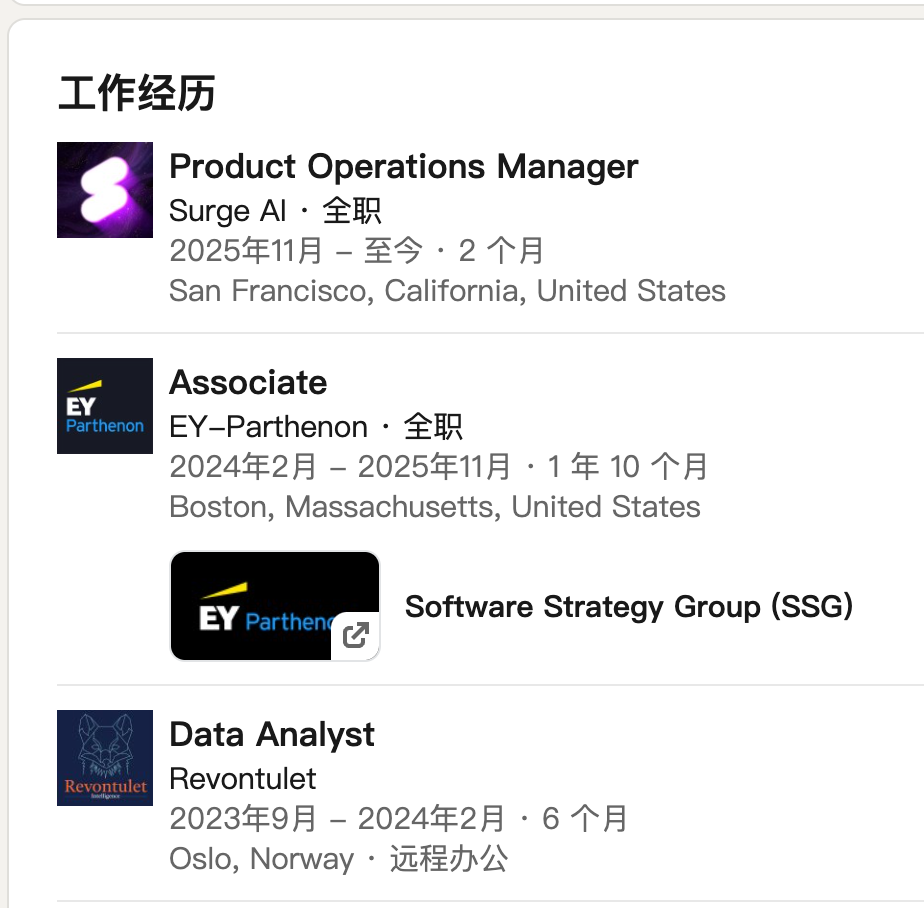 工作经历
Product Operations Manager
Surge AI · 全职
2025年11月 – 至今 · 2 个月
San Francisco, California, United States
EY
Parthenon
Associate
EY-Parthenon · 全职
2024年2月 – 2025年11月 · 1 年 10 个月
Boston, Massachusetts, United States
EY Parthenc
Software Strategy Group (SSG)
Revontulet
Intelligence
Data Analyst
Revontulet
2023年9月 – 2024年2月 · 6 个月
Oslo, Norway · 远程办公